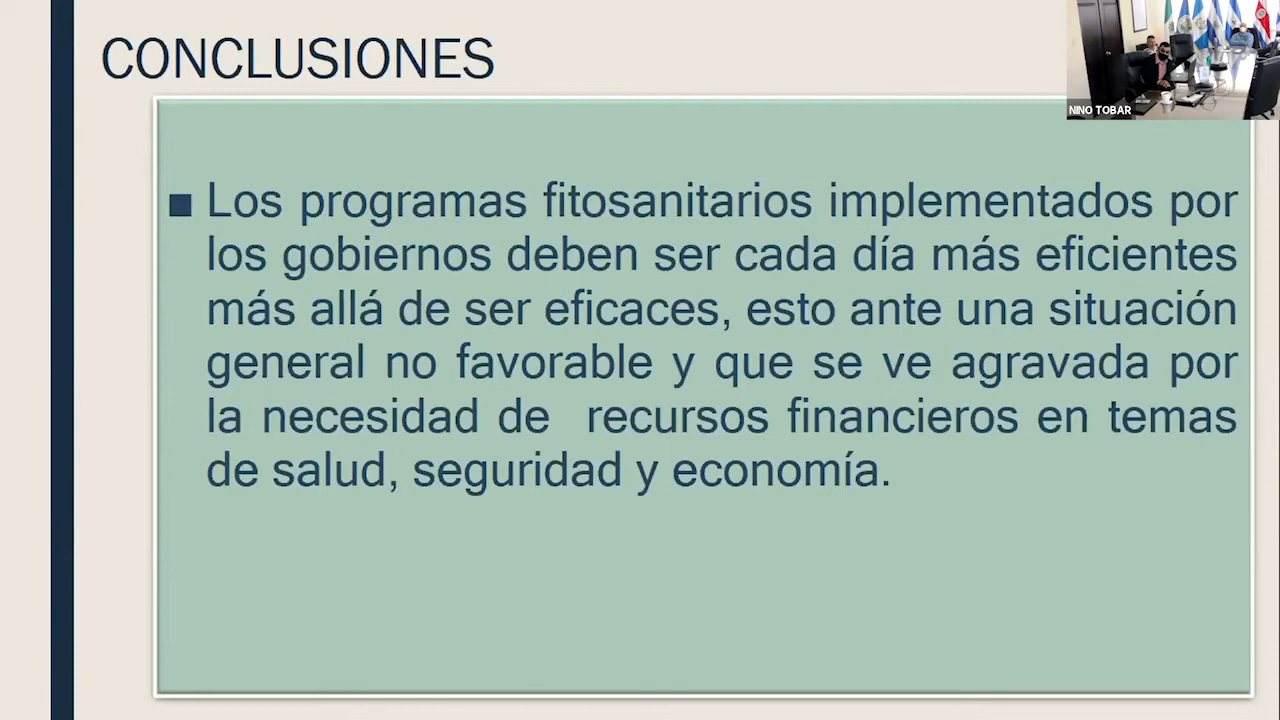 CONCLUSIONES
NINO TOBAR
■ Los programas fitosanitarios implementados por
los gobiernos deben ser cada día más eficientes
más allá de ser eficaces, esto ante una situación
general no favorable y que se ve agravada por
la necesidad de recursos financieros en temas
de salud, seguridad y economía.